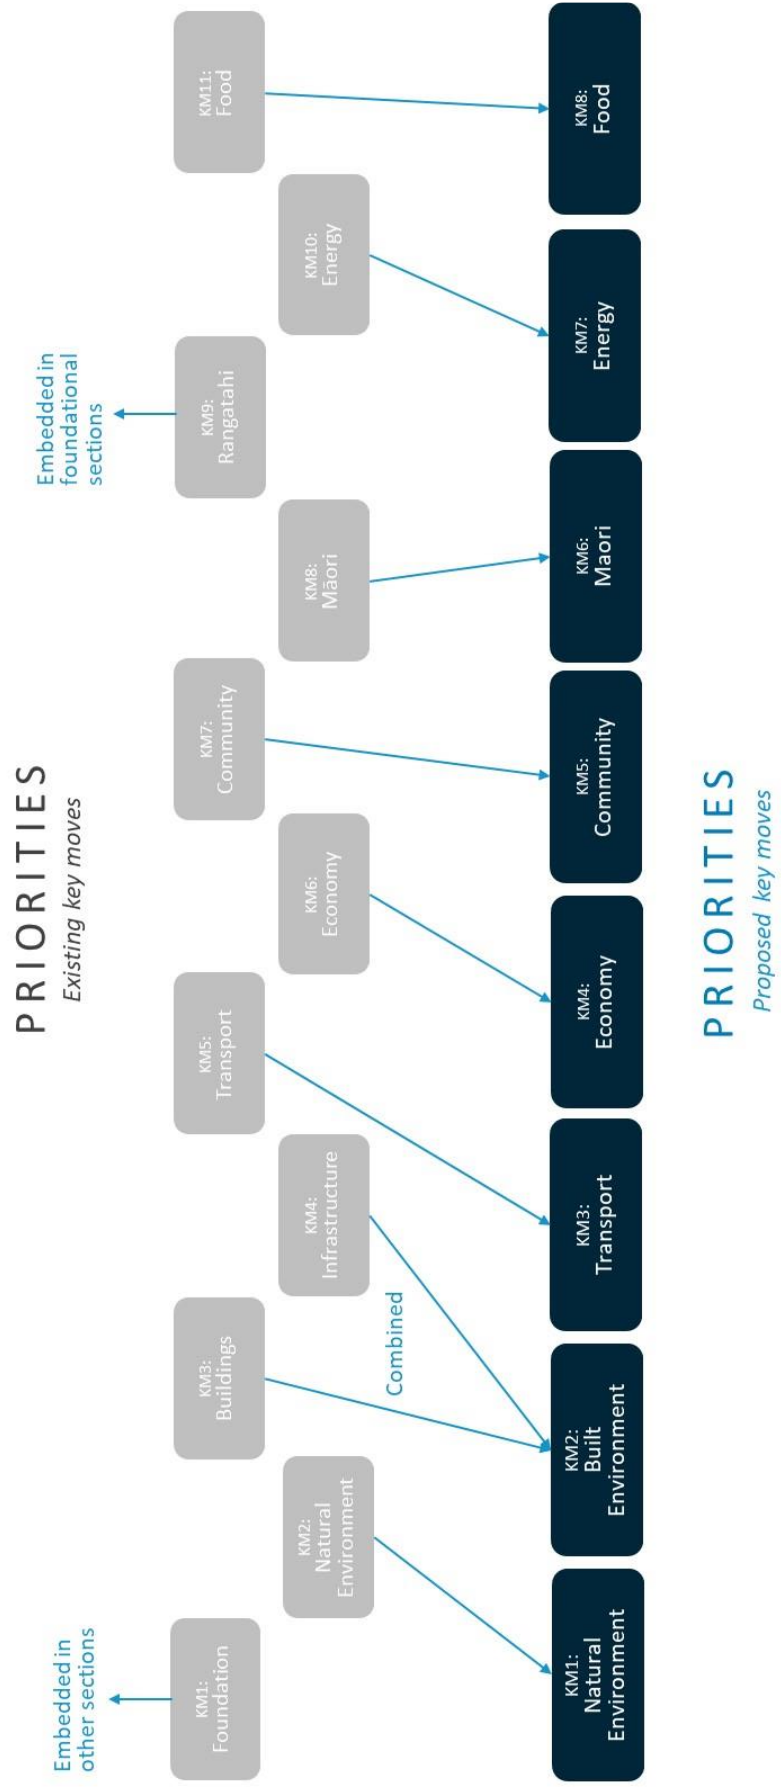 PRIORITIES
Existing key moves
Embedded in
other sections
Embedded in
foundational
sections
KM1:
Foundation
KM2:
Natural
Environment
KM3:
Buildings
KM4:
Infrastructure
KM5:
Transport
KM6:
Economy
KM7:
Community
KM8:
Māori
KM9:
Rangatahi
KM10:
Energy
KM11:
Food
Combined
KM1:
Natural
Environment
KM2:
Built
Environment
KM3:
Transport
KM4:
Economy
KM5:
Community
KM6:
Maori
KM7:
Energy
KM8:
Food
PRIORITIES
Proposed key moves